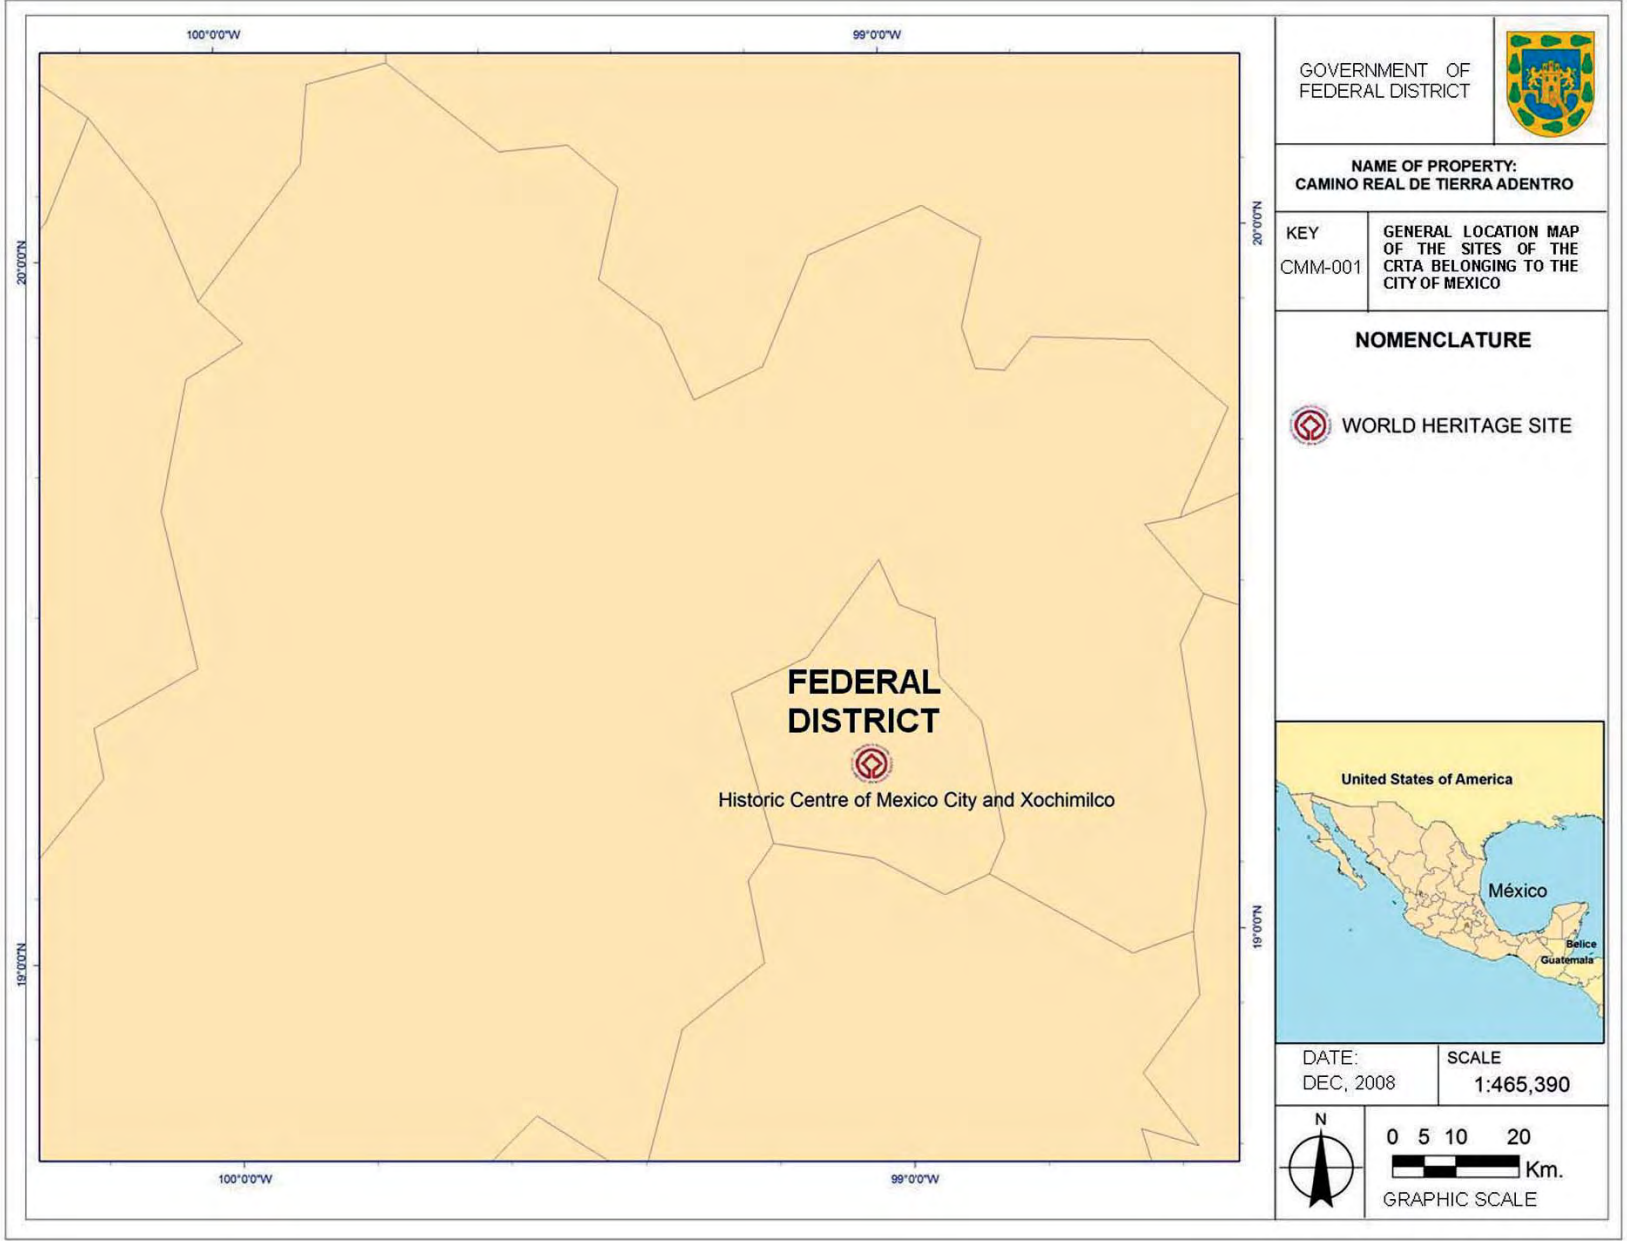 100°0'0"W
99°0'0"W
20°0'0"N
20°0'0"N
19°0'0"N
19°0'0"N
FEDERAL
DISTRICT
Historic Centre of Mexico City and Xochimilco
100°0'0"W
99°0'0"W
GOVERNMENT OF
FEDERAL DISTRICT
NAME OF PROPERTY:
CAMINO REAL DE TIERRA ADENTRO
KEY
CMM-001
GENERAL LOCATION MAP
OF THE SITES OF THE
CRTA BELONGING TO THE
CITY OF MEXICO
NOMENCLATURE
WORLD HERITAGE SITE
United States of America
México
Belice
Guatemala
DATE:
DEC, 2008
SCALE
1:465,390
N
0 5 10 20
Km.
GRAPHIC SCALE